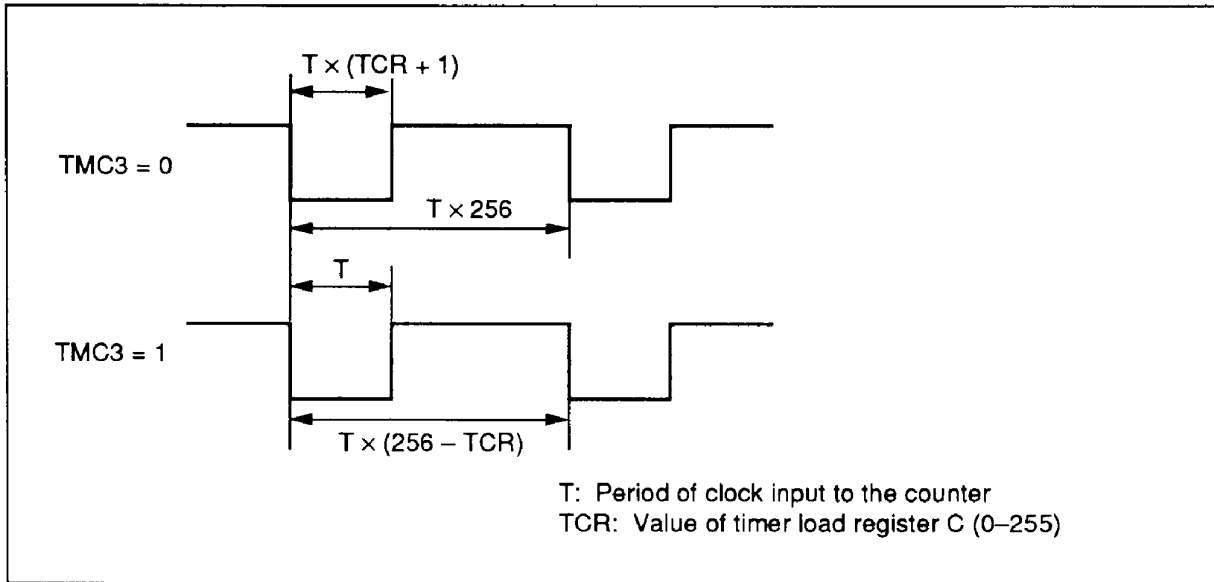 T × (TCR + 1)
TMC3 = 0
T × 256
T
TMC3 = 1
T × (256 – TCR)
T: Period of clock input to the counter
TCR: Value of timer load register C (0–255)